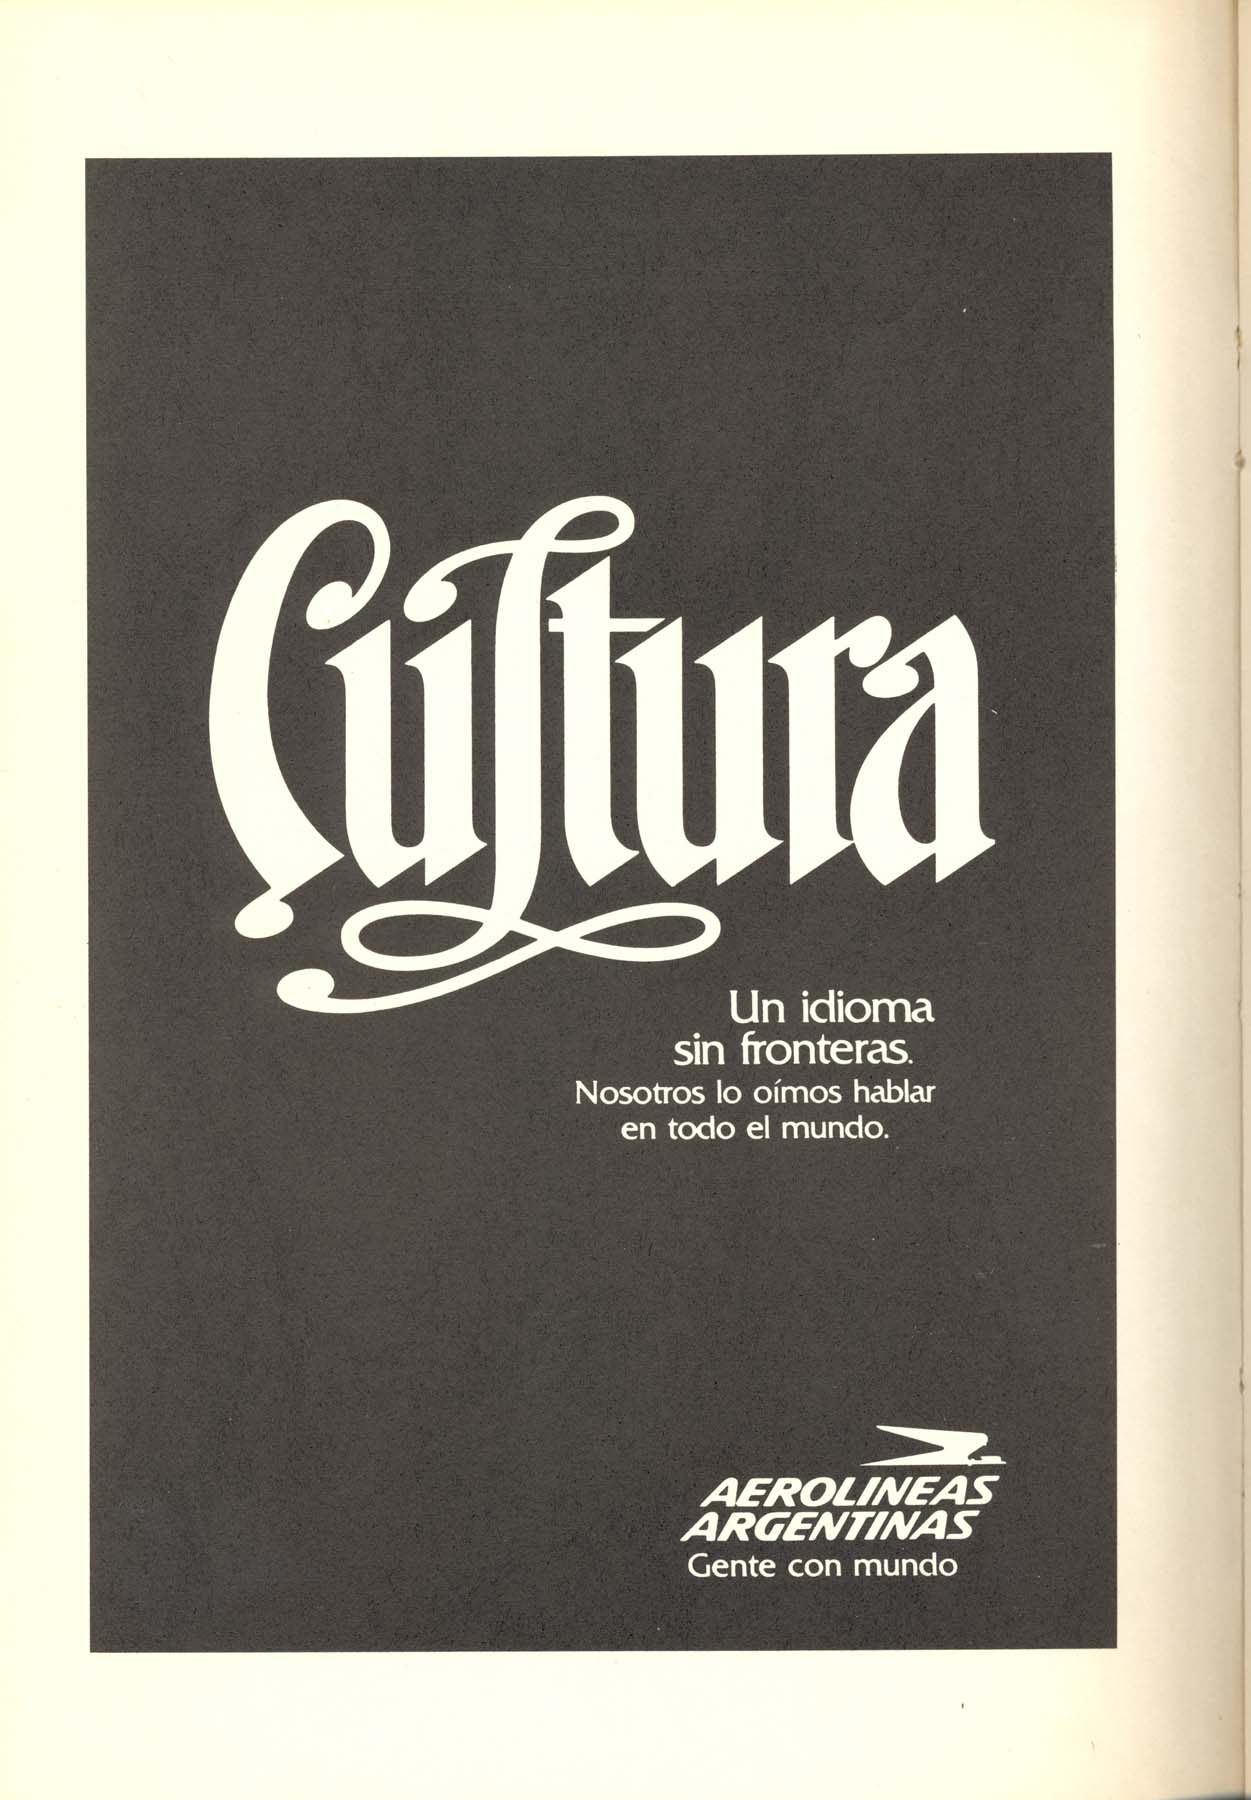 Cultura
Un idioma
sin fronteras.
Nosotros lo oímos hablar
en todo el mundo.
AEROLINEAS
ARGENTINAS
Gente con mundo